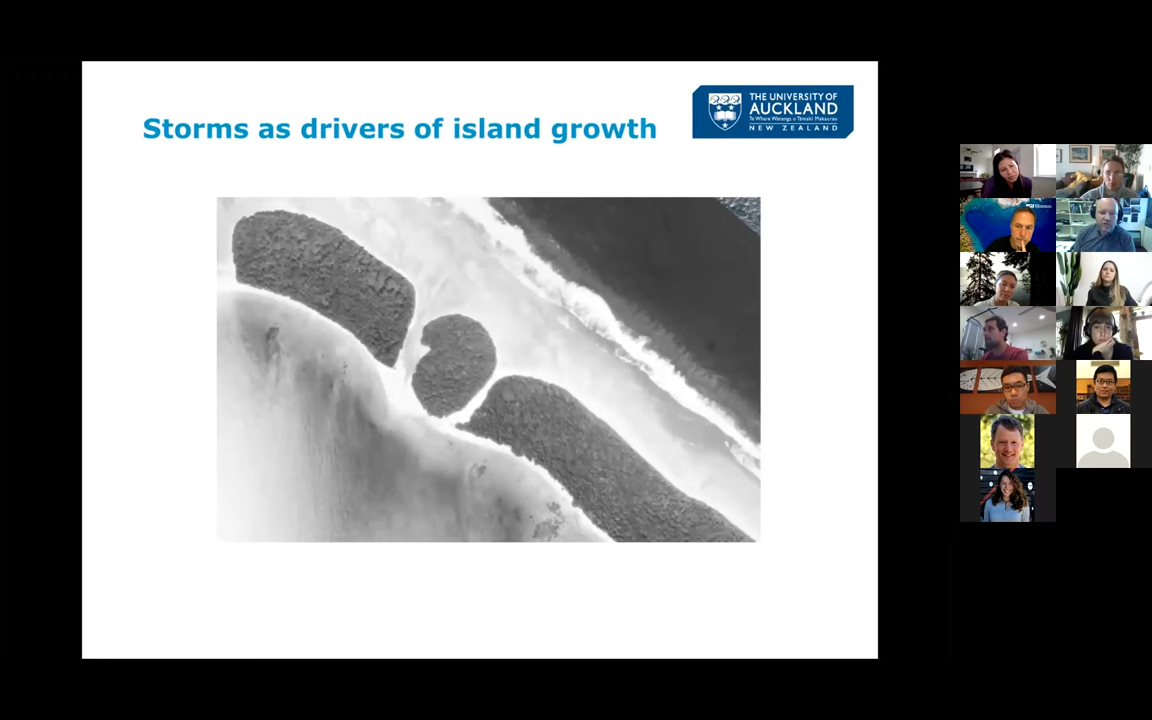 Storms as drivers of island growth
THE UNIVERSITY OF
AUCKLAND
Te Whare Wānanga o Tāmaki Makaurau
NEW ZEALAND